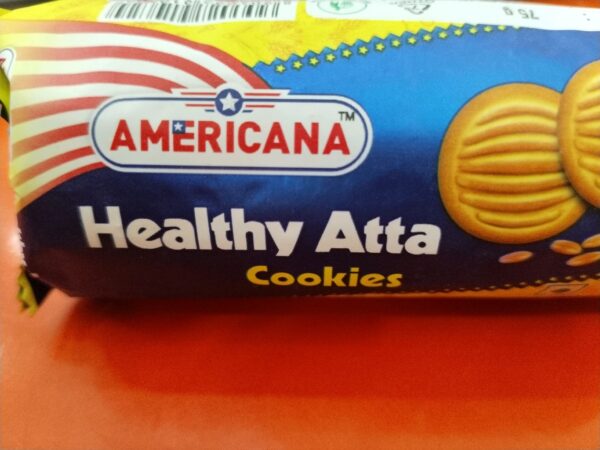 75 g
AMERICANA™
Healthy Atta
Cookies